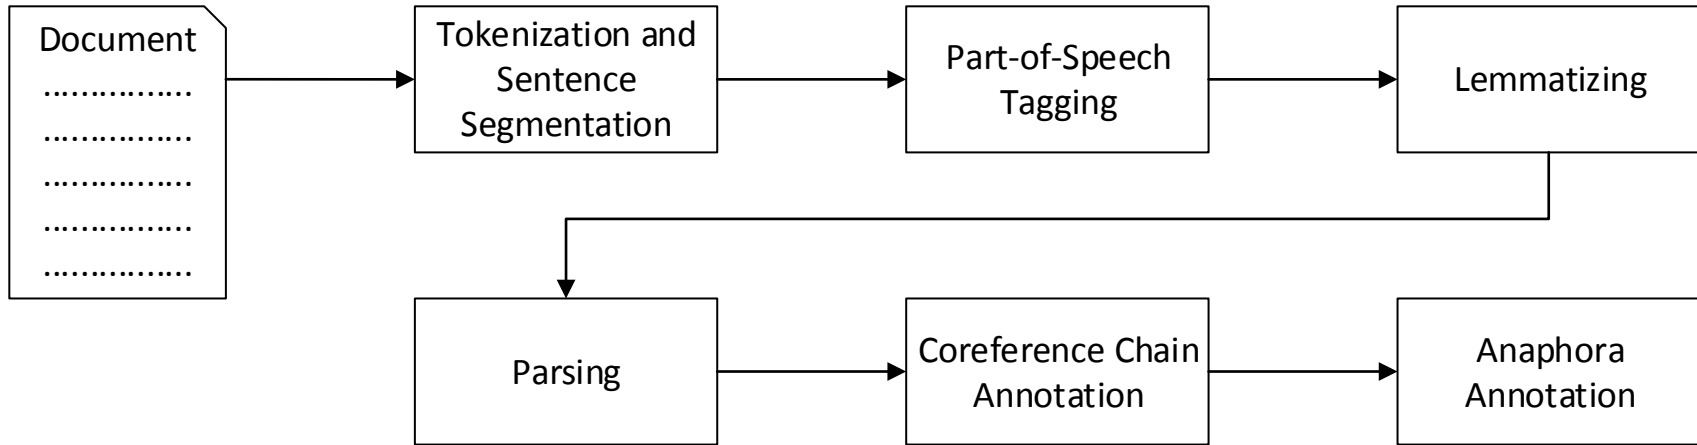 Document
................
................
................
................
................
Tokenization and
Sentence
Segmentation
Part-of-Speech
Tagging
Lemmatizing
Parsing
Coreference Chain
Annotation
Anaphora
Annotation